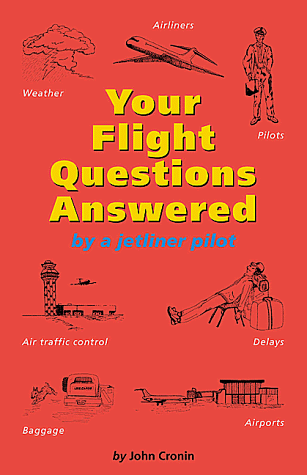 Airliners
Weather
Pilots
Your
Flight
Questions
Answered
by a jetliner pilot
Air traffic control
Delays
Baggage
Airports
by John Cronin